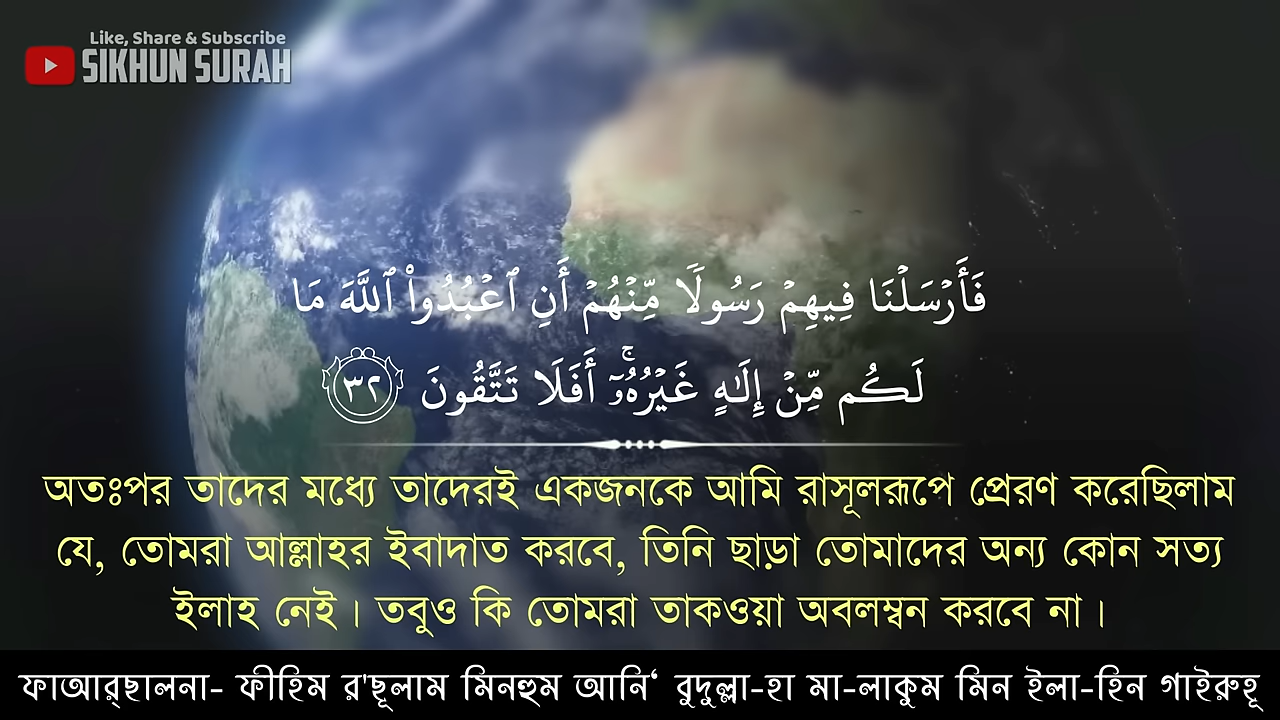 Like, Share & Subscribe
SIKHUN SURAH
فَأَرۡسَلۡنَا فِيهِمۡ رَسُولٗا مِّنۡهُمۡ أَنِ ٱعۡبُدُواْ ٱللَّهَ مَا
لَكُم مِّنۡ إِلَٰهٍ غَيۡرُهُۥٓۚ أَفَلَا تَتَّقُونَ ٣٢
অতঃপর তাদের মধ্যে তাদেরই একজনকে আমি রাসূলরূপে প্রেরণ করেছিলাম
যে, তোমরা আল্লাহর ইবাদাত করবে, তিনি ছাড়া তোমাদের অন্য কোন সত্য
ইলাহ নেই। তবুও কি তোমরা তাকওয়া অবলম্বন করবে না।
ফাআর্‌ছালনা- ফীহিম র'ছূলাম মিনহুম আনি‘ বুদুল্লা-হা মা-লাকুম মিন ইলা-হিন গাইরুহূ